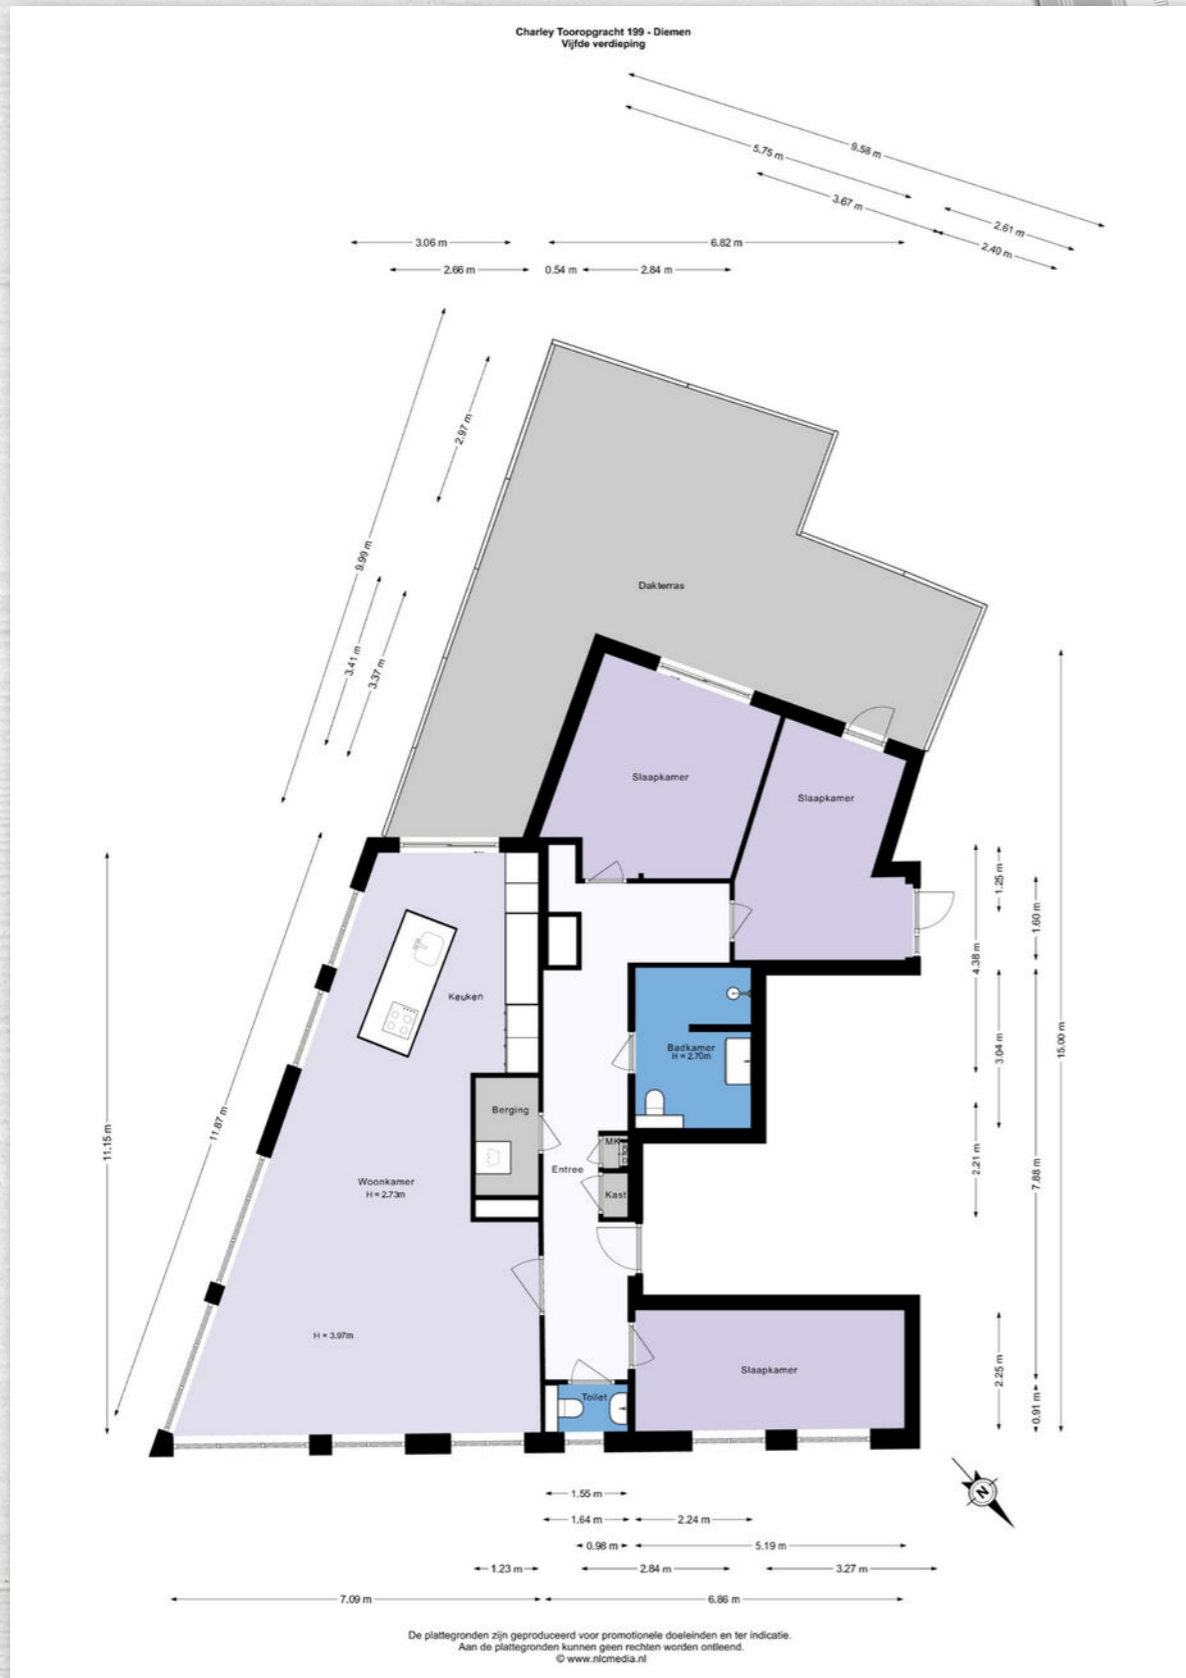 Charley Tooropgracht 199 - Diemen
Vijfde verdieping
9.58 m
5.75 m
3.67 m
2.61 m
2.40 m
3.06 m
6.82 m
2.66 m
0.54 m
2.84 m
2.97 m
9.99 m
3.41 m
3.37 m
Dakterras
Slaapkamer
Slaapkamer
11.87 m
11.15 m
1.25 m
1.60 m
4.38 m
3.04 m
15.00 m
2.21 m
7.88 m
2.25 m
0.91 m
Keuken
Badkamer
H = 2.70m
Berging
MK
Entree
Kast
Woonkamer
H = 2.73m
H = 3.97m
Slaapkamer
Toilet
N
1.55 m
1.64 m
2.24 m
0.98 m
5.19 m
1.23 m
2.84 m
3.27 m
7.09 m
6.86 m
De plattegronden zijn geproduceerd voor promotionele doeleinden en ter indicatie.
Aan de plattegronden kunnen geen rechten worden ontleend.
© www.nlcmedia.nl